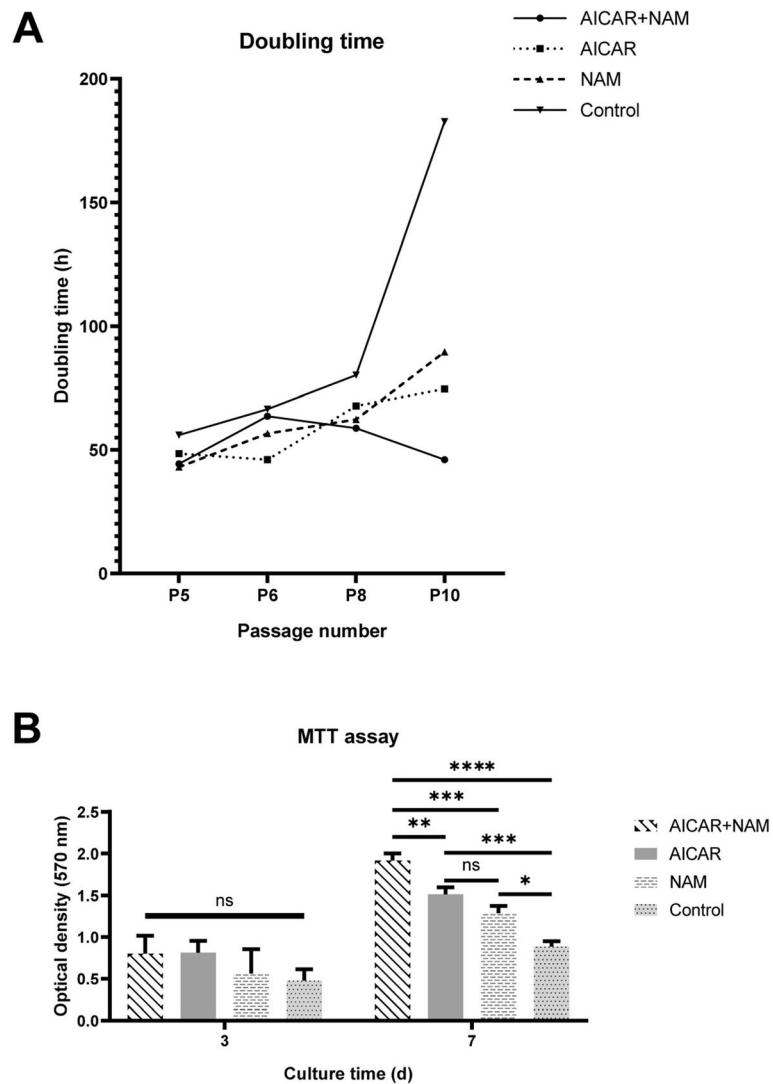 A
Doubling time
AICAR+NAM
AICAR
NAM
Control
200
150
100
50
0
Doubling time (h)
P5 P6 P8 P10
Passage number
B
MTT assay
****
***
** ***
ns *
ns
2.5
2.0
1.5
1.0
0.5
0.0
Optical density (570 nm)
3 7
Culture time (d)
AICAR+NAM
AICAR
NAM
Control